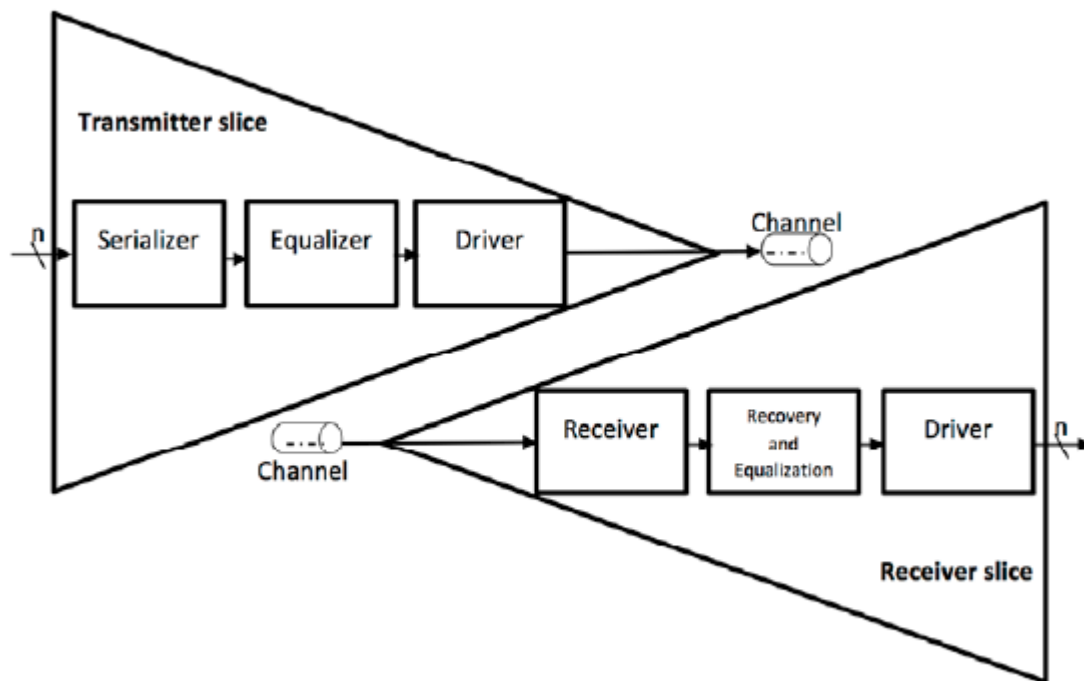 Transmitter slice
n
Serializer
Equalizer
Driver
Channel
Channel
Receiver
Recovery
and
Equalization
Driver
n
Receiver slice